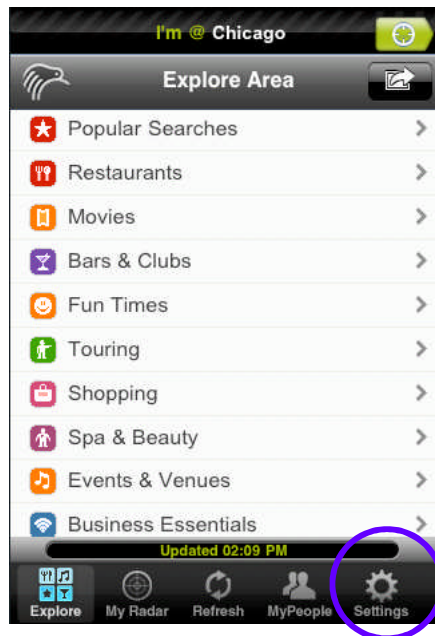 I'm @ Chicago
Explore Area
Popular Searches
Restaurants
Movies
Bars & Clubs
Fun Times
Touring
Shopping
Spa & Beauty
Events & Venues
Business Essentials
Updated 02:09 PM
Explore My Radar Refresh MyPeople Settings